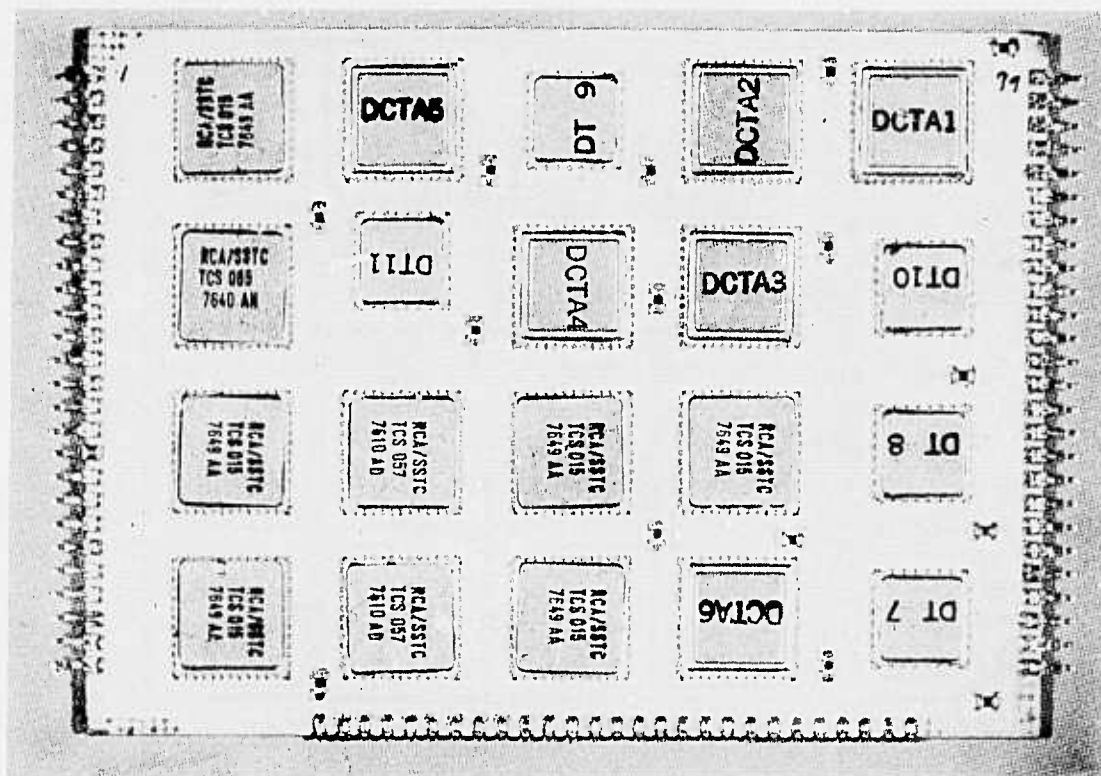 RCA/SSTC
TCS 015
7649 AA
DCTA5
DT 6
DCTA2
DCTA1
RCA/SSTC
TCS 065
7640 AN
DT11
DCTA4
DCTA3
DT10
RCA/SSTC
TCS 015
7649 AA
RCA/SSTC
TCS 057
7610 AD
RCA/SSTC
TCS 015
7649 AA
RCA/SSTC
TCS 015
7649 AA
DT 8
RCA/SSTC
TCS 015
RCA/SSTC
TCS 057
7610 AD
RCA/SSTC
TCS 015
7649 AA
DCTA6
DT 7